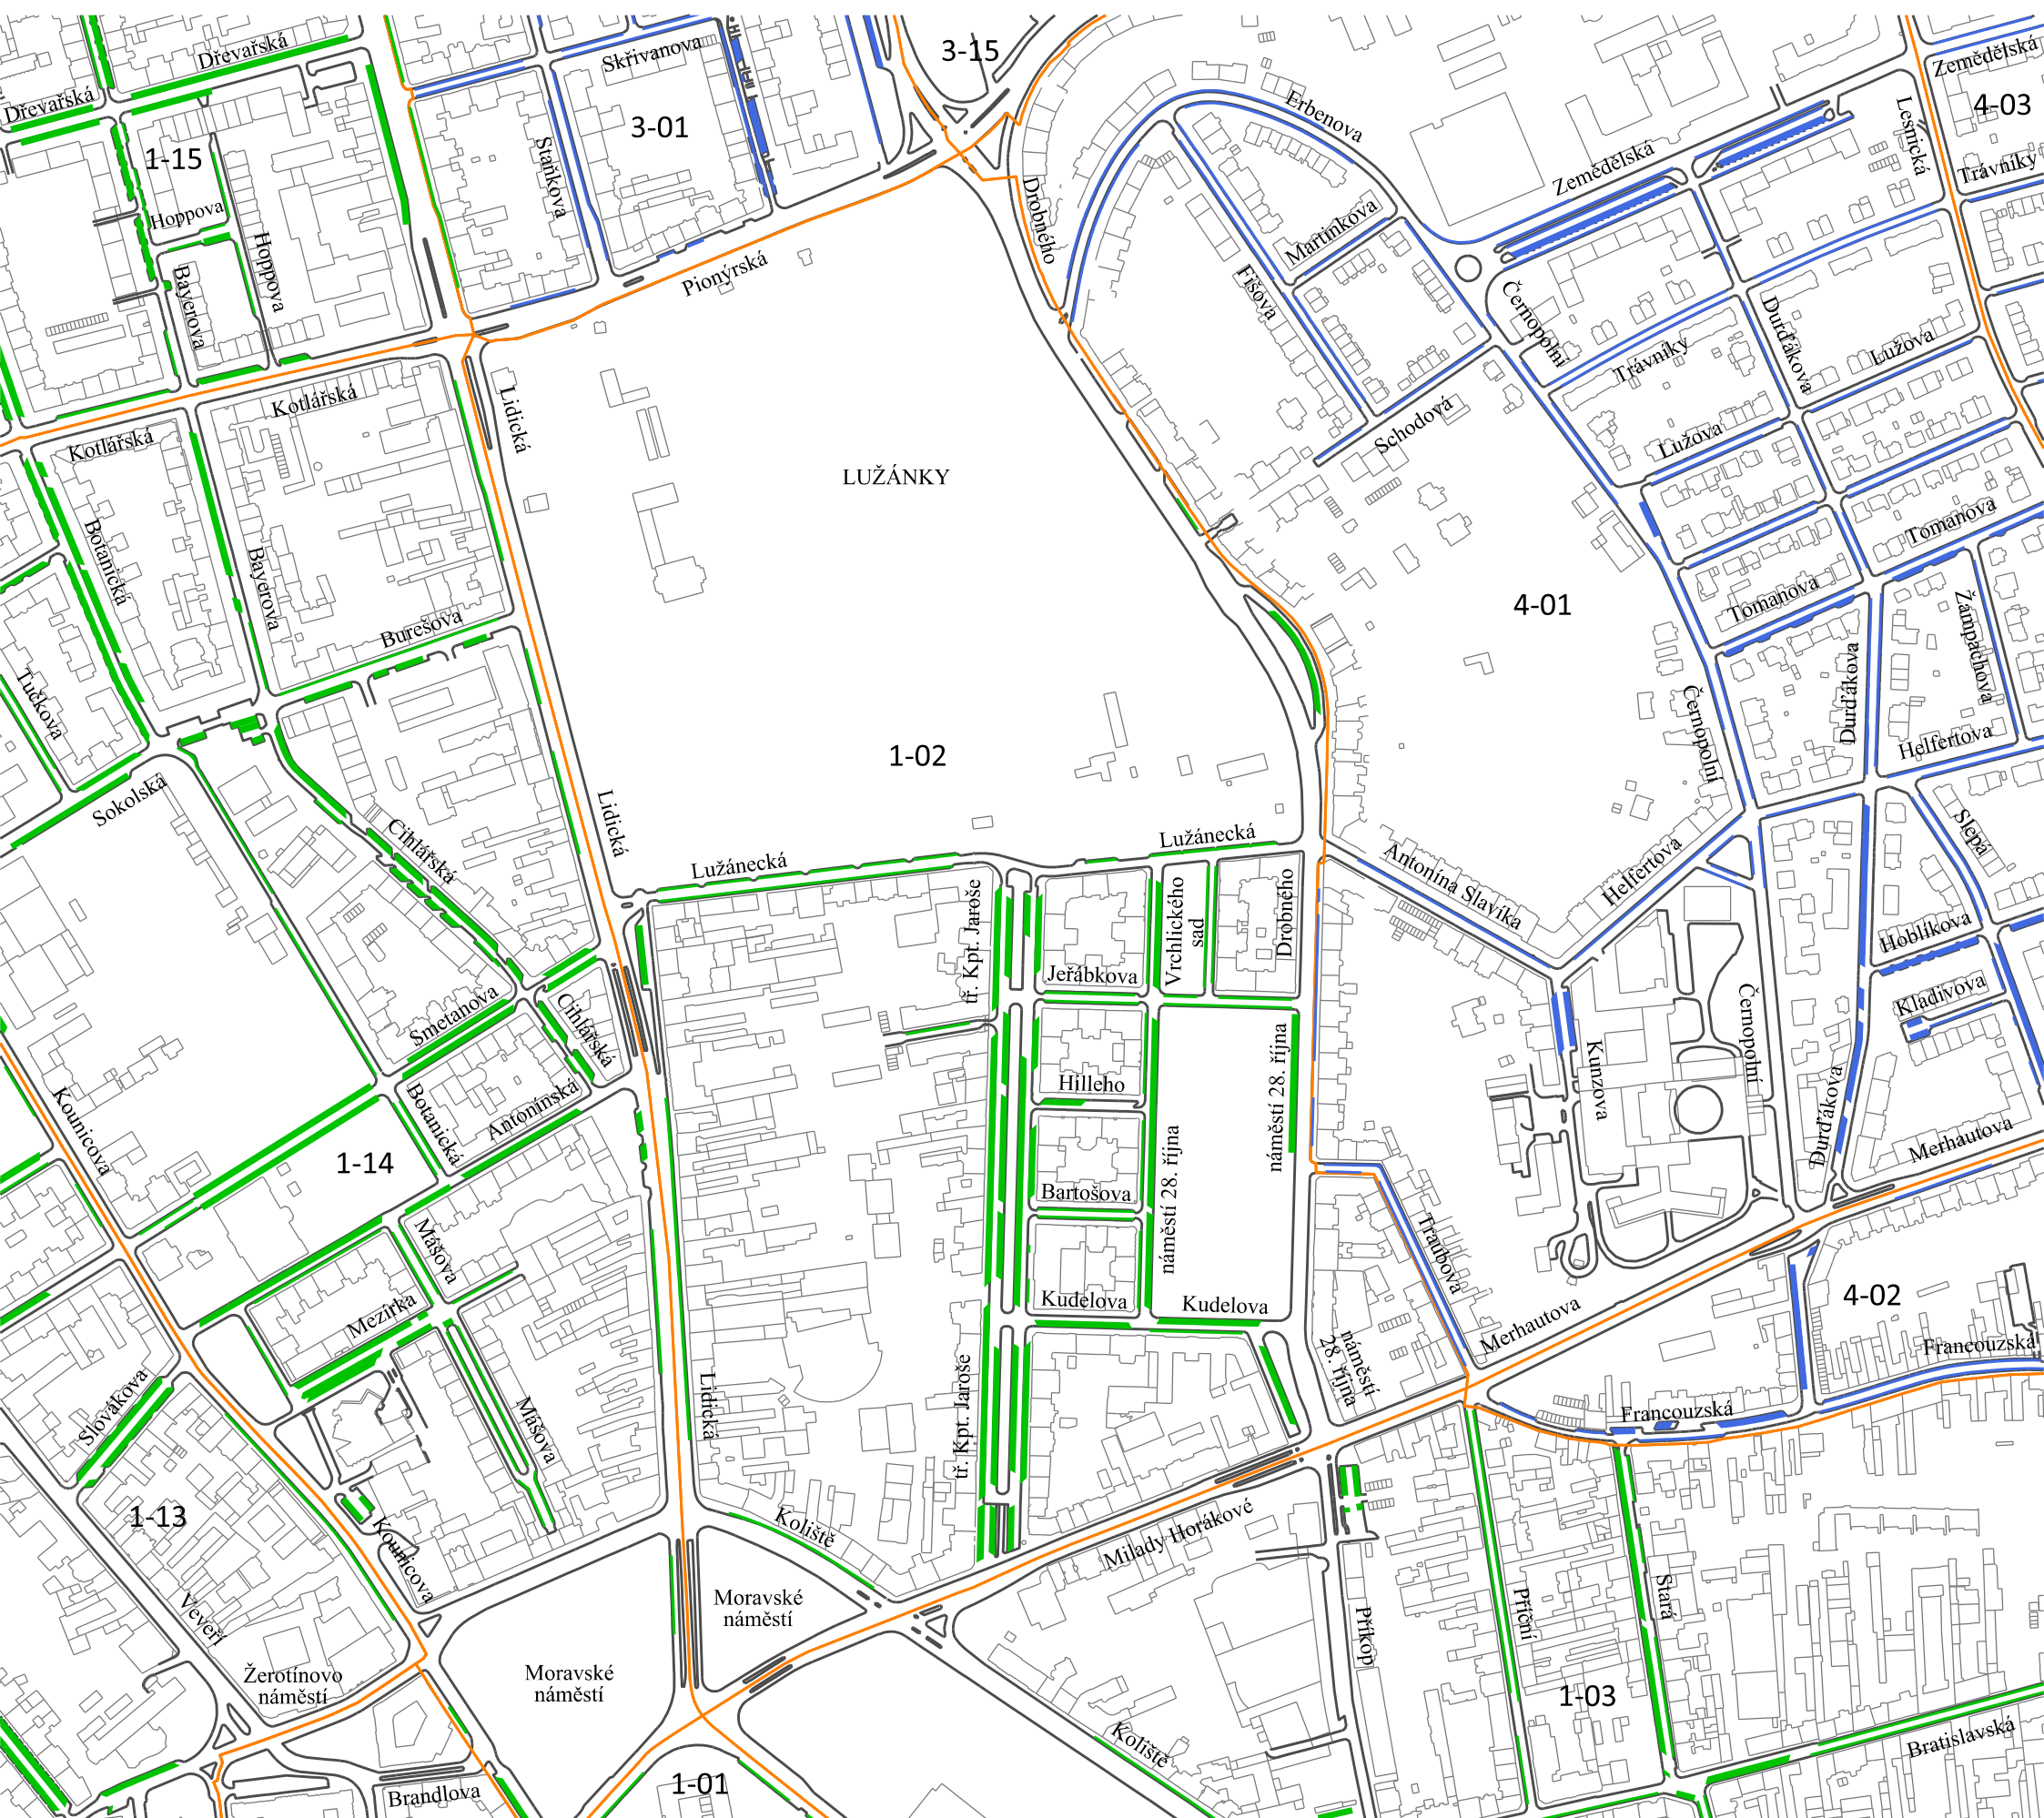 Dřevařská
Skřivanova
3-15
Zemědělská
Dřevařská
Erbenova
4-03
3-01
Lesnická
1-15
Staňkova
Zemědělská
Trávníky
Hoppova
Drobného
Martinkova
Hoppova
Bayerova
Pionýrská
Fišova
Černopolní
Durďákova
Trávníky
Lužova
Kotlářská
Lidická
Schodová
Kotlářská
Lužova
LUŽÁNKY
Botanická
Bayerova
Tomanova
4-01
Tomanova
Žampachova
Burešova
Tučkova
Durďákova
Černopolní
Helfertova
1-02
Sokolská
Lidická
Cihlářská
Lužánecká
Lužánecká
Slepá
Antonína Slavíka
Helfertova
tř. Kpt. Jaroše
Vrchlického
sad
Drobného
Hoblíkova
Jeřábkova
Smetanova
Cihlářská
Kladivova
Černopolní
Kunzova
náměstí 28. října
Hilleho
Kounicova
Botanická
Antonínská
Durďákova
Merhautova
1-14
náměstí 28. října
Bartošova
Mášova
Traubova
Mezírka
Kudelova
Kudelova
Merhautova
4-02
náměstí
28. října
Francouzská
Slovákova
Mášova
Lidická
tř. Kpt. Jaroše
Francouzská
1-13
Kounicova
Koliště
Milady Horákové
Veveří
Moravské
náměstí
Příkop
Příční
Stará
Žerotínovo
náměstí
Moravské
náměstí
1-03
Koliště
Bratislavská
1-01
Brandlova